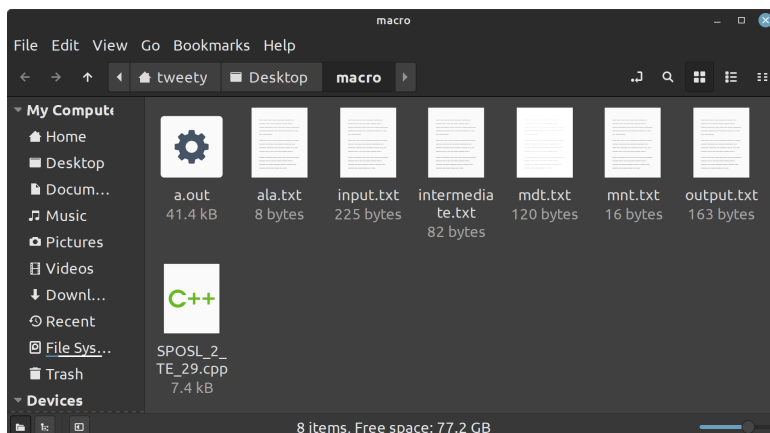 macro
File Edit View Go Bookmarks Help
tweety Desktop macro
My Compute
Home
Desktop
Docum...
Music
Pictures
Videos
Downl...
Recent
File Sys...
Trash
Devices
a.out
41.4 kB
ala.txt
8 bytes
input.txt
225 bytes
intermedia
te.txt
82 bytes
mdt.txt
120 bytes
mnt.txt
16 bytes
output.txt
163 bytes
C++
SPOSL_2_
TE_29.cpp
7.4 kB
8 items, Free space: 77.2 GB